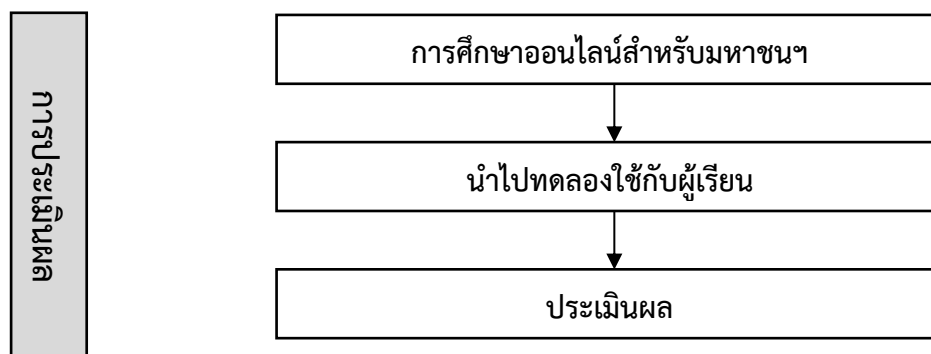 การประเมินผล
การศึกษาออนไลน์สำหรับมหาชนฯ
นำไปทดลองใช้กับผู้เรียน
ประเมินผล